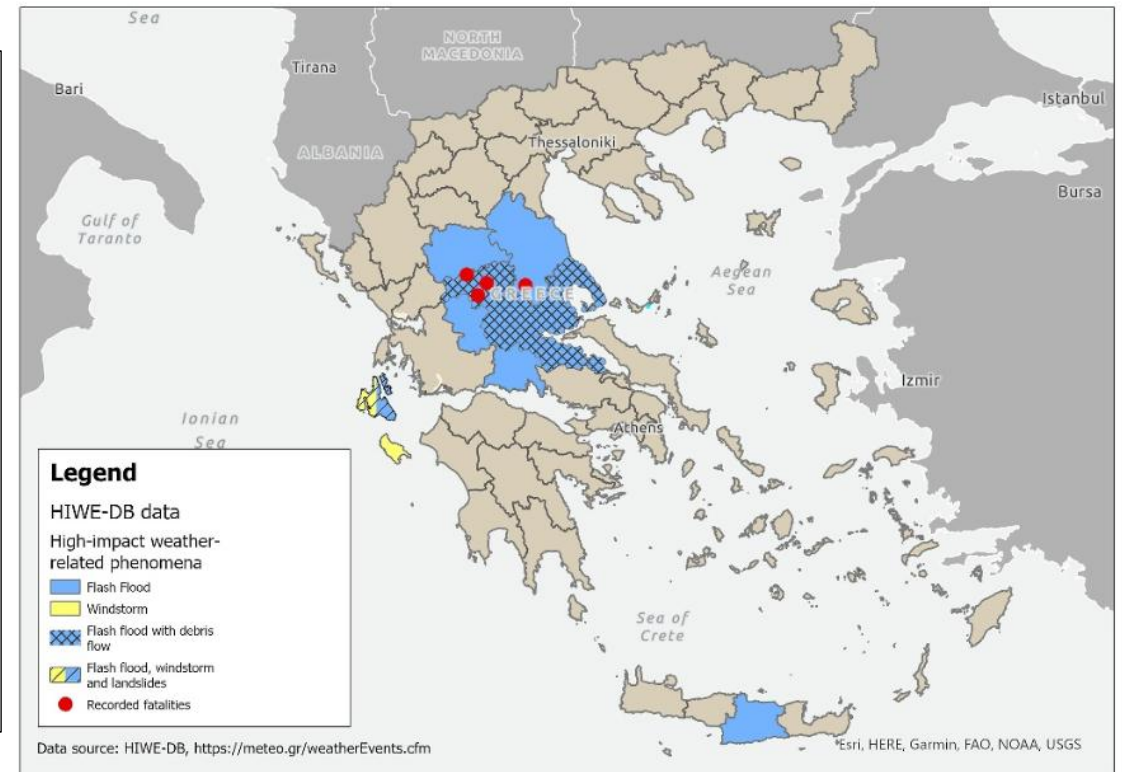 Sea
NORTH
MACEDONIA
Tirana
Bari
Istanbul
Thessaloniki
ALBANIA
Bursa
Gulf of
Taranto
Aegean
Sea
GREECE
Izmir
Ionian
Sea
Athens
Legend
HIWE-DB data
High-impact weather-
related phenomena
Flash Flood
Windstorm
Flash flood with debris
flow
Flash flood, windstorm
and landslides
Recorded fatalities
Sea of
Crete
Data source: HIWE-DB, https://meteo.gr/weatherEvents.cfm
Esri, HERE, Garmin, FAO, NOAA, USGS